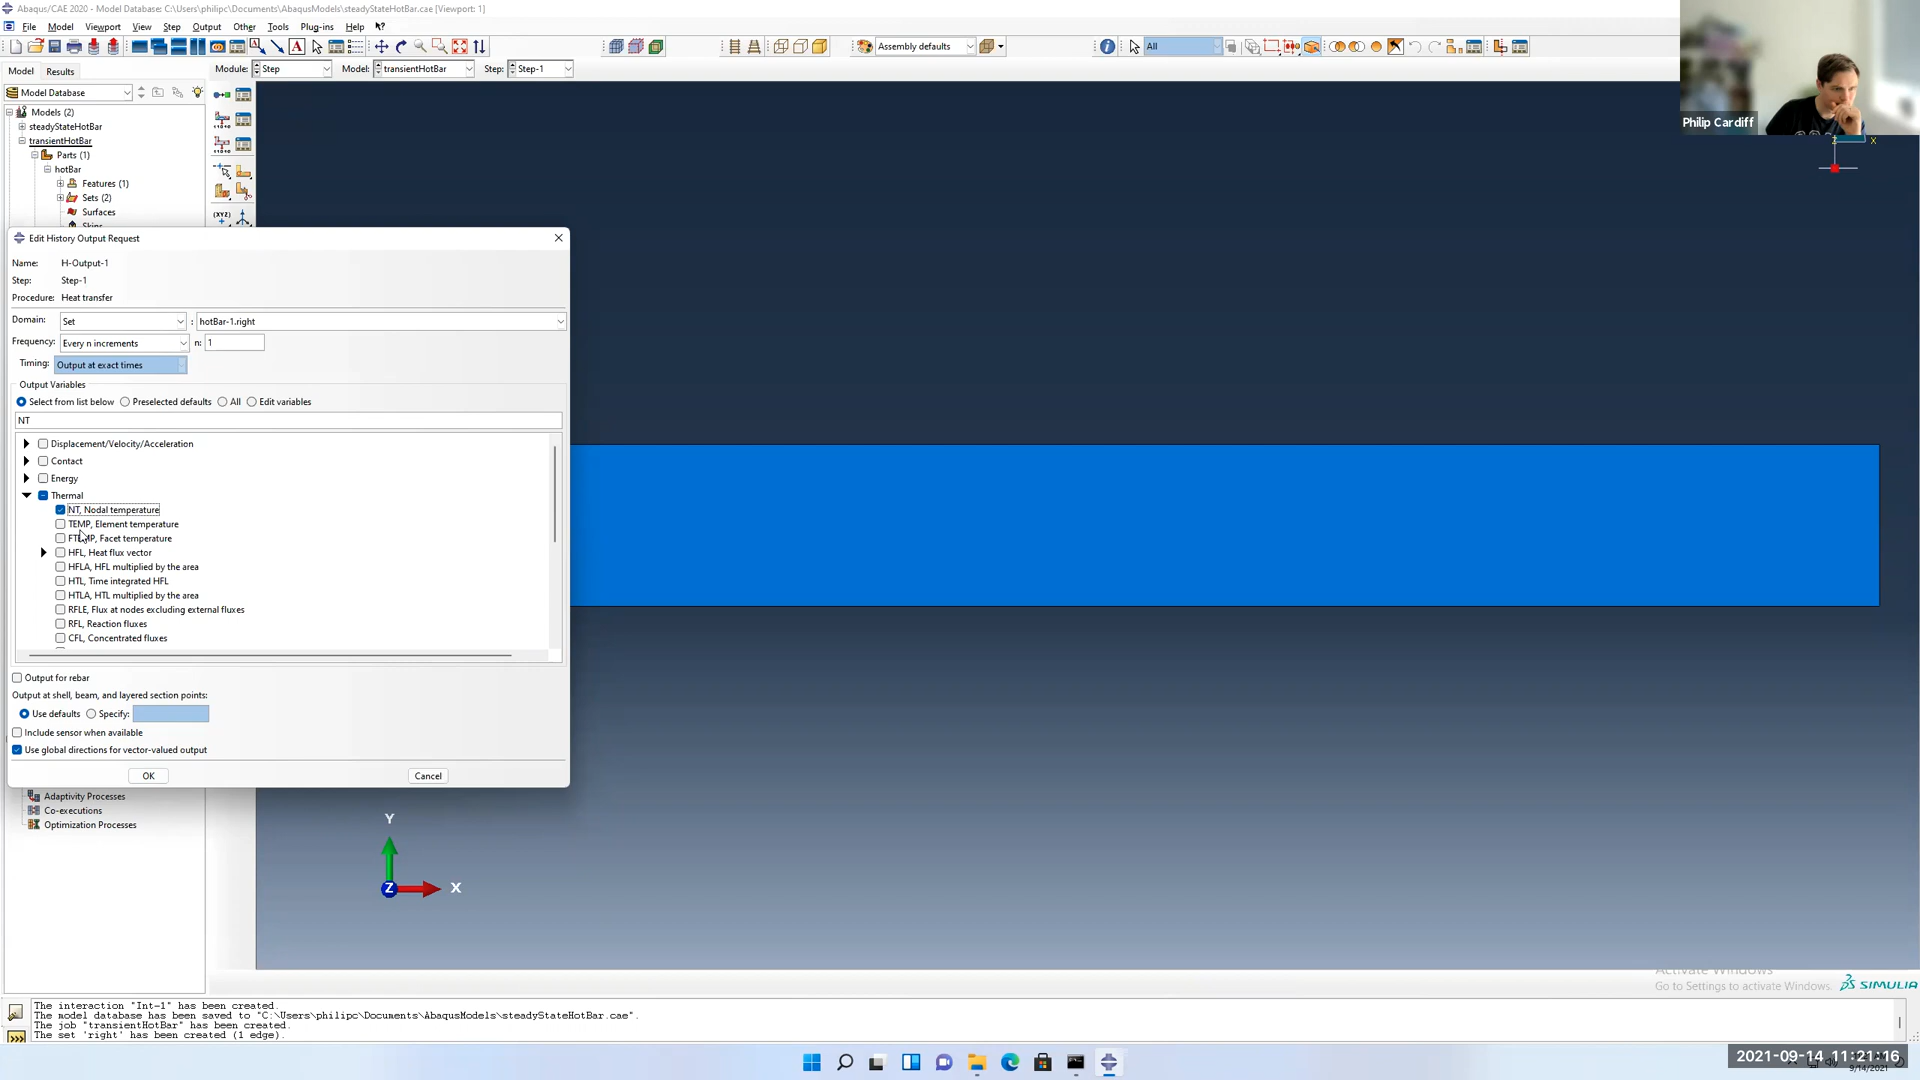 Abaqus/CAE 2020 - Model Database: C:\Users\philipc\Documents\AbaqusModels\steadyStateHotBar.cae [Viewport: 1]
File Model Viewport View Step Output Other Tools Plug-ins Help
All
Assembly defaults
Model Results
Module: Step Model: transientHotBar Step: Step-1
Model Database
Models (2)
steadyStateHotBar
transientHotBar
Parts (1)
hotBar
Features (1)
Sets (2)
Surfaces
Skins
(XYZ)
Philip Cardiff
X
Edit History Output Request
Name: H-Output-1
Step: Step-1
Procedure: Heat transfer
Domain: Set : hotBar-1.right
Frequency: Every n increments n: 1
Timing: Output at exact times
Output Variables
Select from list below Preselected defaults All Edit variables
NT
Displacement/Velocity/Acceleration
Contact
Energy
Thermal
NT, Nodal temperature
TEMP, Element temperature
FTEMP, Facet temperature
HFL, Heat flux vector
HFLA, HFL multiplied by the area
HTL, Time integrated HFL
HTLA, HTL multiplied by the area
RFLE, Flux at nodes excluding external fluxes
RFL, Reaction fluxes
CFL, Concentrated fluxes
Output for rebar
Output at shell, beam, and layered section points:
Use defaults Specify:
Include sensor when available
Use global directions for vector-valued output
OK Cancel
Adaptivity Processes
Co-executions
Optimization Processes
Y
Z
X
Activate Windows
Go to Settings to activate Windows.
SIMULIA
The interaction "Int-1" has been created.
The model database has been saved to "C:\Users\philipc\Documents\AbaqusModels\steadyStateHotBar.cae".
The job "transientHotBar" has been created.
The set 'right' has been created (1 edge).
2021-09-14 11:21:16
9/14/2021